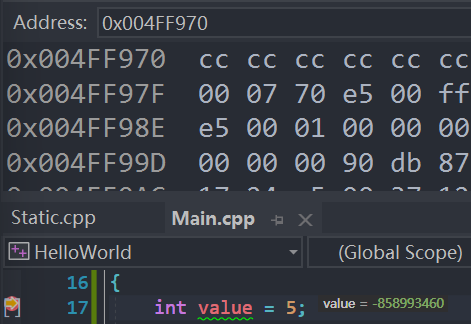 Address: 0x004FF970
0x004FF970 cc cc cc cc cc cc
0x004FF97F 00 07 70 e5 00 ff
0x004FF98E e5 00 01 00 00 00
0x004FF99D 00 00 00 90 db 87
Static.cpp Main.cpp
HelloWorld (Global Scope)
16 {
17 int value = 5; value = -858993460